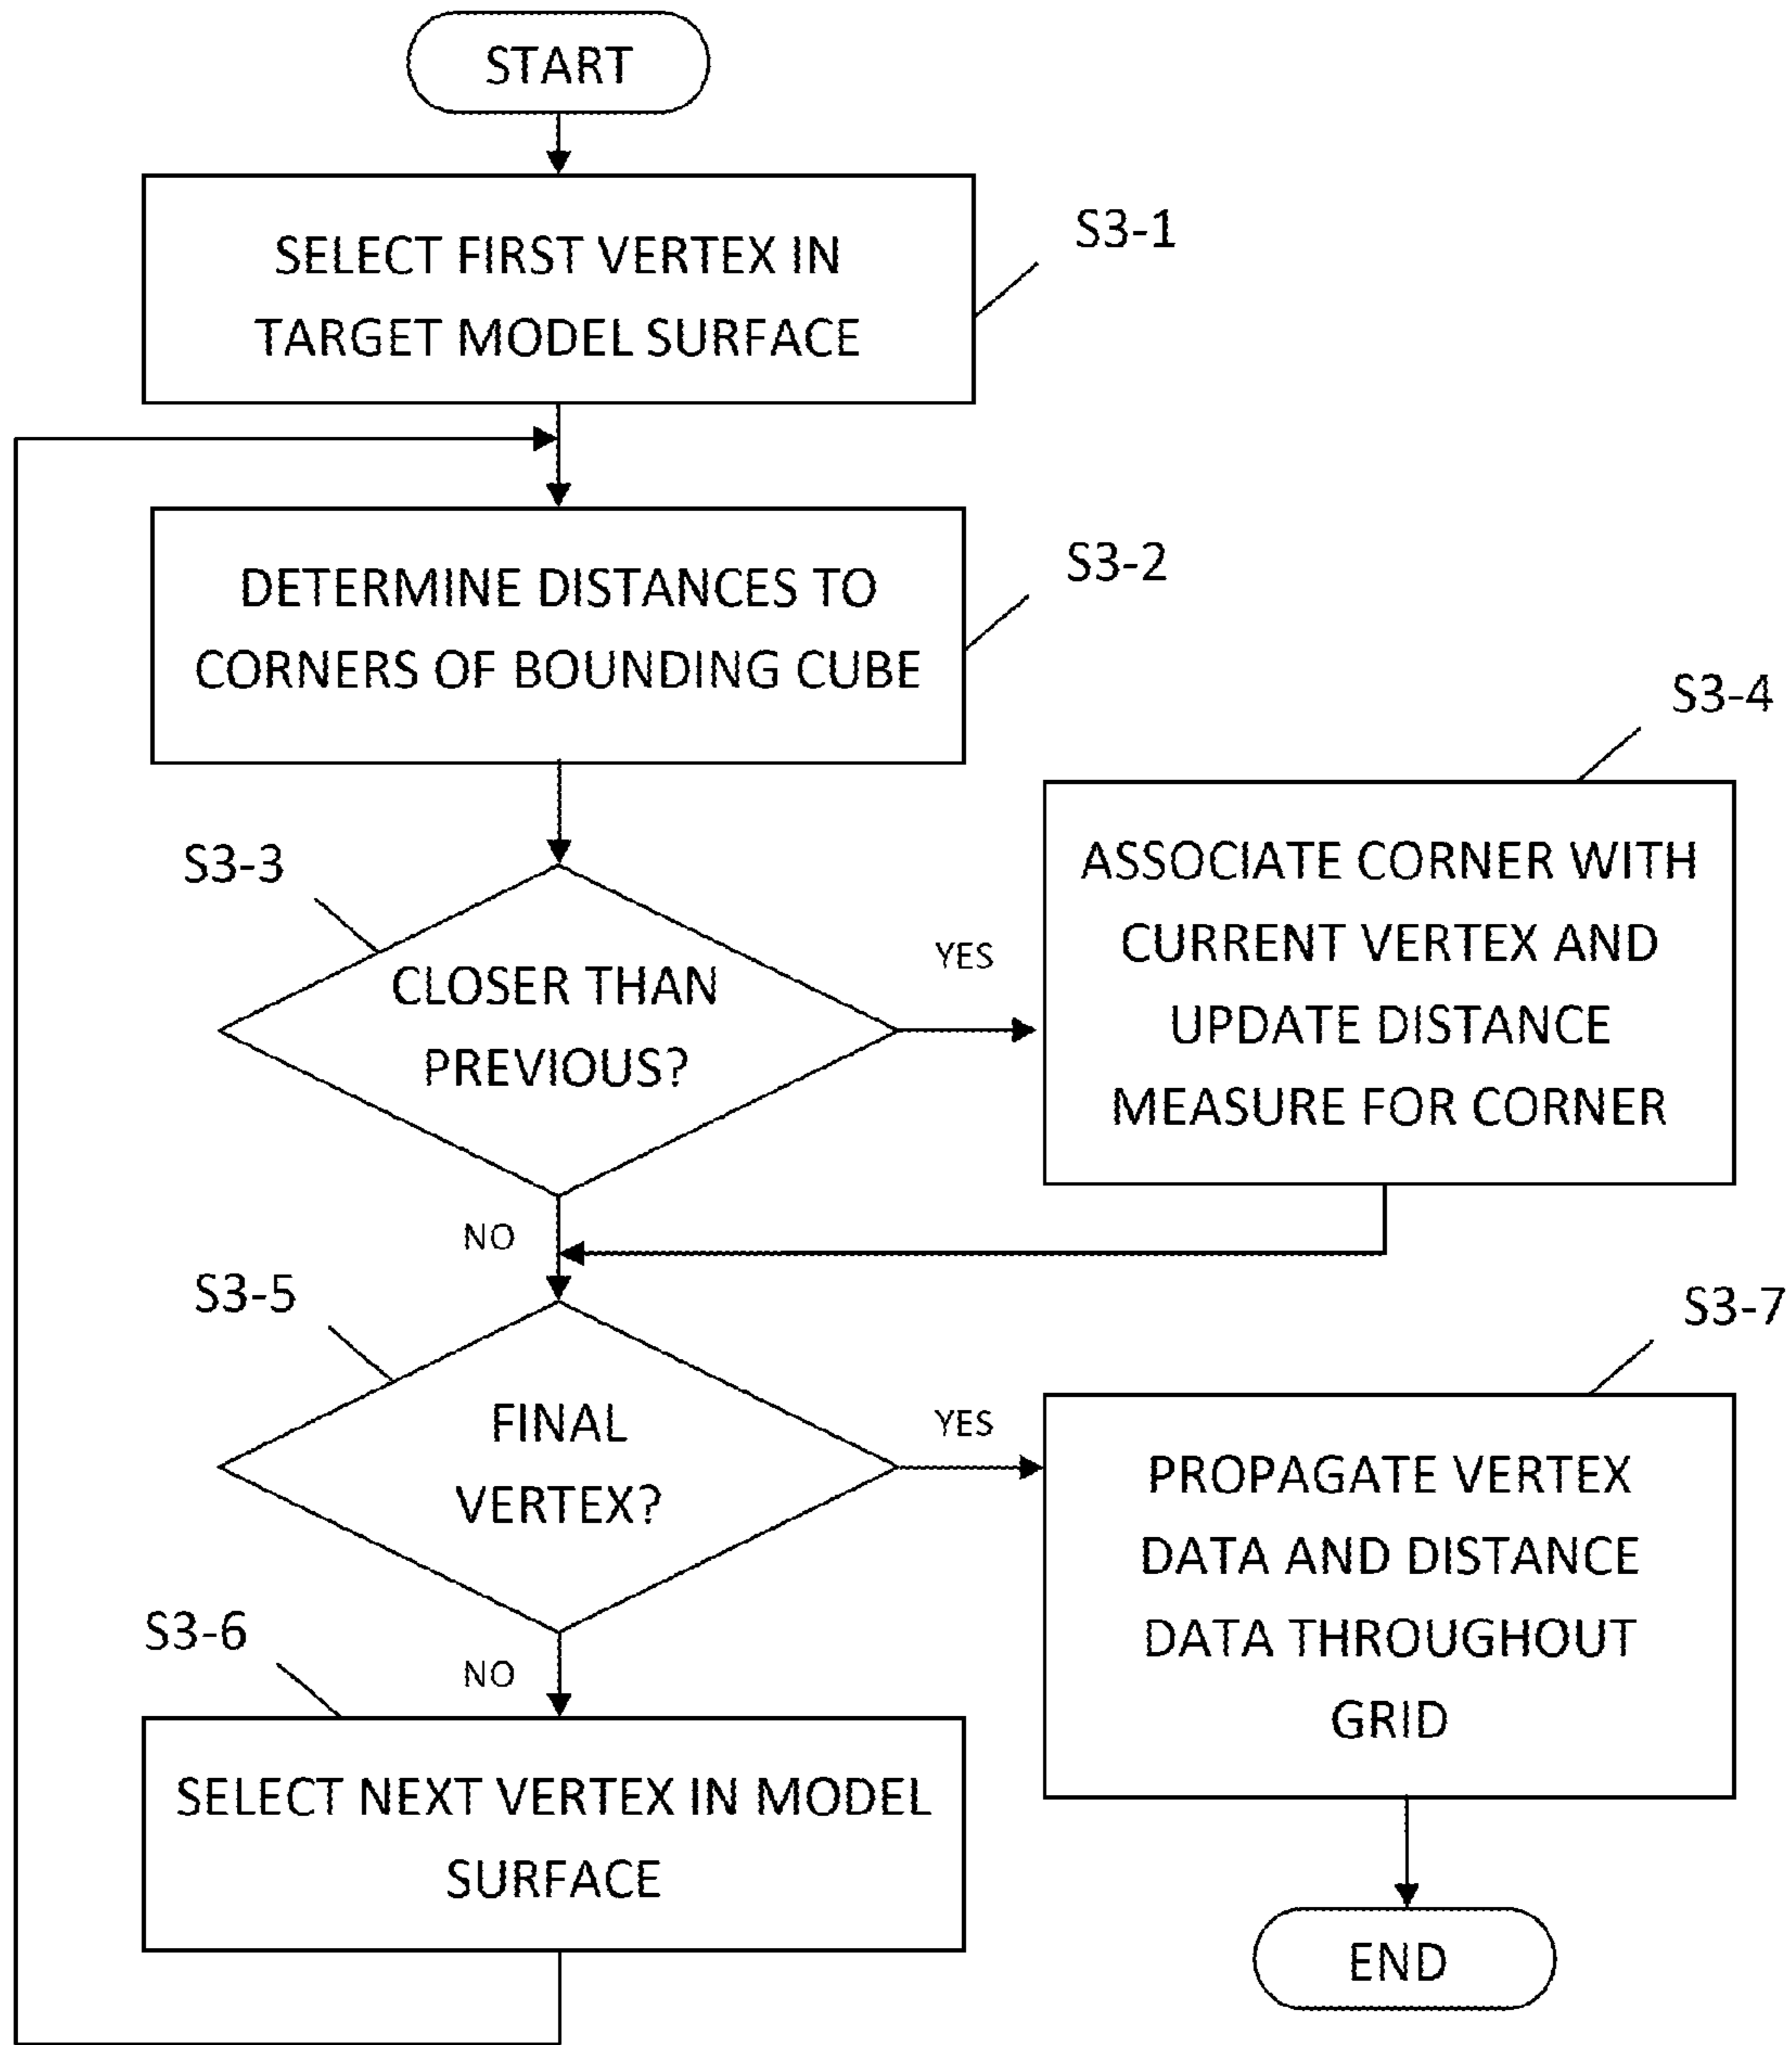 START
SELECT FIRST VERTEX IN
TARGET MODEL SURFACE
S3-1
DETERMINE DISTANCES TO
CORNERS OF BOUNDING CUBE
S3-2
S3-3
CLOSER THAN
PREVIOUS?
YES
NO
S3-4
ASSOCIATE CORNER WITH
CURRENT VERTEX AND
UPDATE DISTANCE
MEASURE FOR CORNER
S3-5
FINAL
VERTEX?
YES
NO
S3-7
PROPAGATE VERTEX
DATA AND DISTANCE
DATA THROUGHOUT
GRID
S3-6
SELECT NEXT VERTEX IN MODEL
SURFACE
END